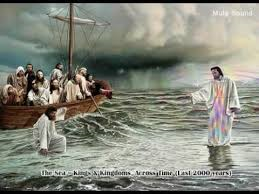 Mula Sound
The Sea - Kings & Kingdoms Across Time (Last 2000 years)